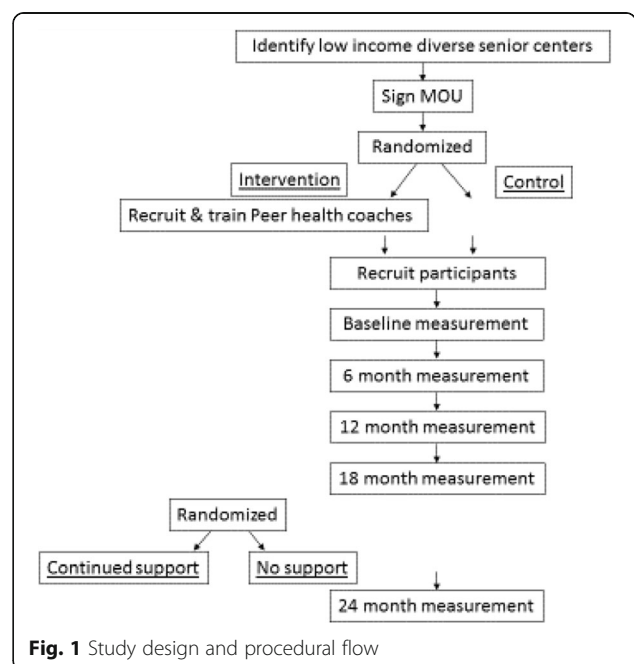 Identify low income diverse senior centers
Sign MOU
Randomized
Intervention
Control
Recruit & train Peer health coaches
Recruit participants
Baseline measurement
6 month measurement
12 month measurement
18 month measurement
Randomized
Continued support
No support
24 month measurement
Fig. 1 Study design and procedural flow